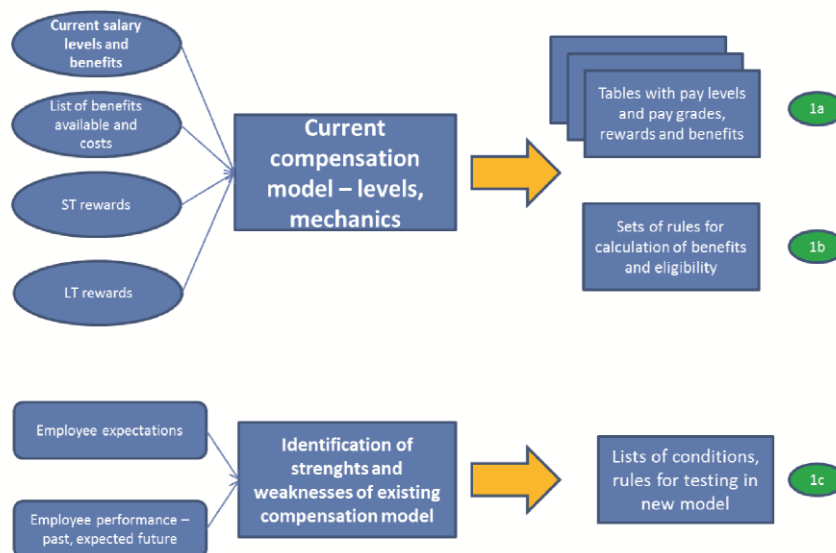 Current salary
levels and
benefits
List of benefits
available and
costs
ST rewards
LT rewards
Current
compensation
model – levels,
mechanics
Tables with pay levels
and pay grades,
rewards and benefits
1a
Sets of rules for
calculation of benefits
and eligibility
1b
Employee expectations
Employee performance –
past, expected future
Identification of
strenghts and
weaknesses of existing
compensation model
Lists of conditions,
rules for testing in
new model
1c